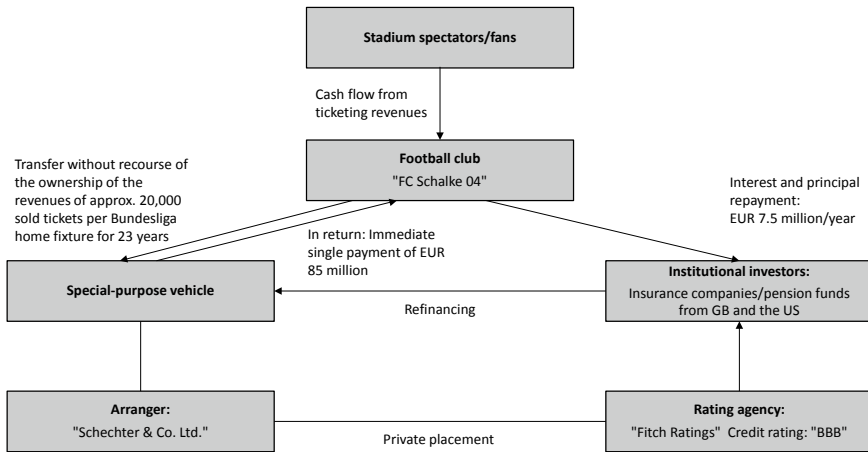 Stadium spectators/fans
Cash flow from
ticketing revenues
Football club
"FC Schalke 04"
Transfer without recourse of
the ownership of the
revenues of approx. 20,000
sold tickets per Bundesliga
home fixture for 23 years
Interest and principal
repayment:
EUR 7.5 million/year
In return: Immediate
single payment of EUR
85 million
Special-purpose vehicle
Institutional investors:
Insurance companies/pension funds
from GB and the US
Refinancing
Arranger:
"Schechter & Co. Ltd."
Rating agency:
"Fitch Ratings" Credit rating: "BBB"
Private placement